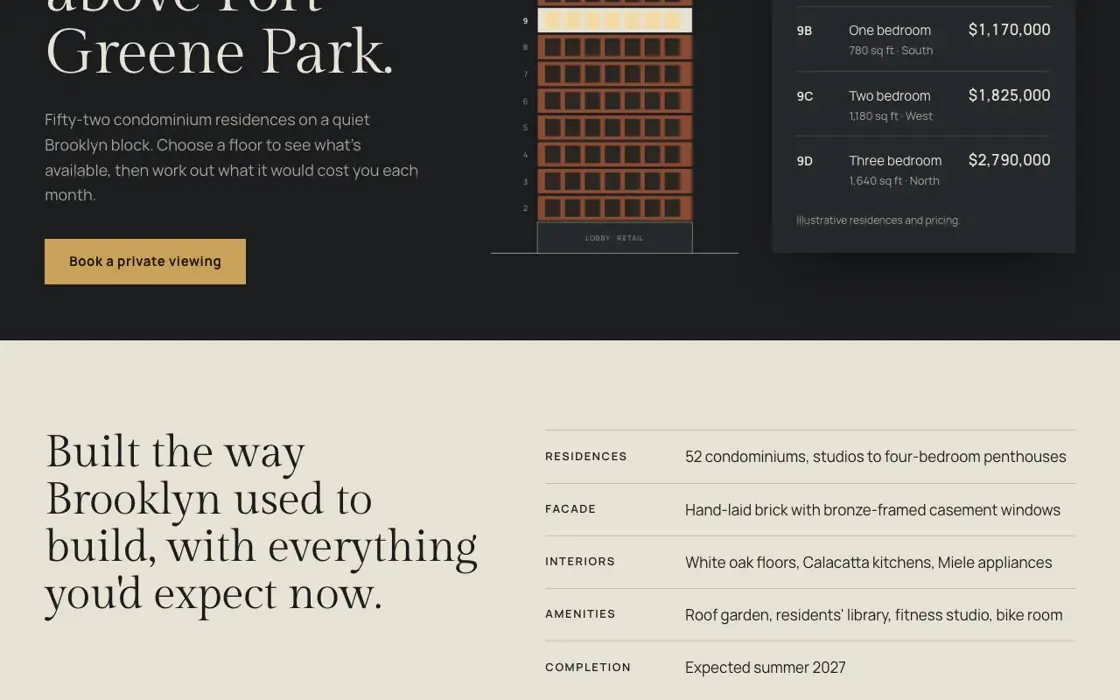 above Fort
Greene Park.
Fifty-two condominium residences on a quiet
Brooklyn block. Choose a floor to see what's
available, then work out what it would cost you each
month.
Book a private viewing
9
8
7
6
5
4
3
2
LOBBY RETAIL
9B One bedroom $1,170,000
780 sq ft · South
9C Two bedroom $1,825,000
1,180 sq ft · West
9D Three bedroom $2,790,000
1,640 sq ft · North
Illustrative residences and pricing.
Built the way
Brooklyn used to
build, with everything
you'd expect now.
RESIDENCES 52 condominiums, studios to four-bedroom penthouses
FACADE Hand-laid brick with bronze-framed casement windows
INTERIORS White oak floors, Calacatta kitchens, Miele appliances
AMENITIES Roof garden, residents' library, fitness studio, bike room
COMPLETION Expected summer 2027